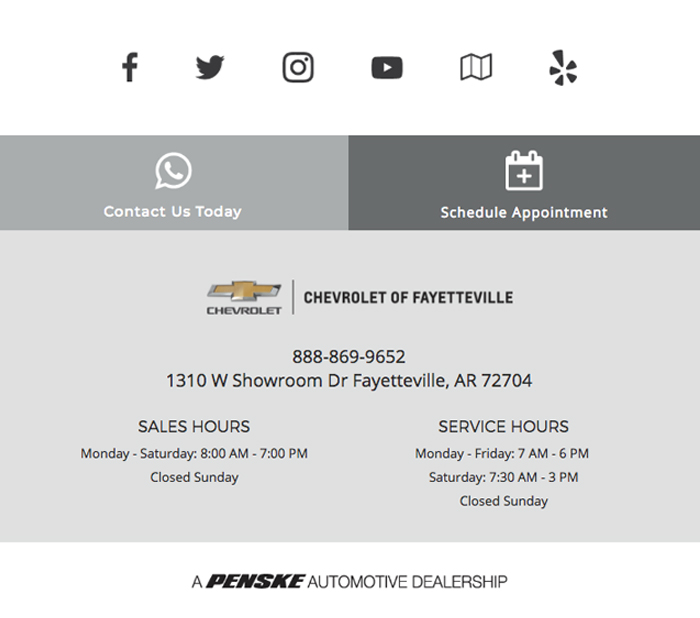 Contact Us Today
Schedule Appointment
CHEVROLET
CHEVROLET OF FAYETTEVILLE
888-869-9652
1310 W Showroom Dr Fayetteville, AR 72704
SALES HOURS
Monday - Saturday: 8:00 AM - 7:00 PM
Closed Sunday
SERVICE HOURS
Monday - Friday: 7 AM - 6 PM
Saturday: 7:30 AM - 3 PM
Closed Sunday
A PENSKE AUTOMOTIVE DEALERSHIP